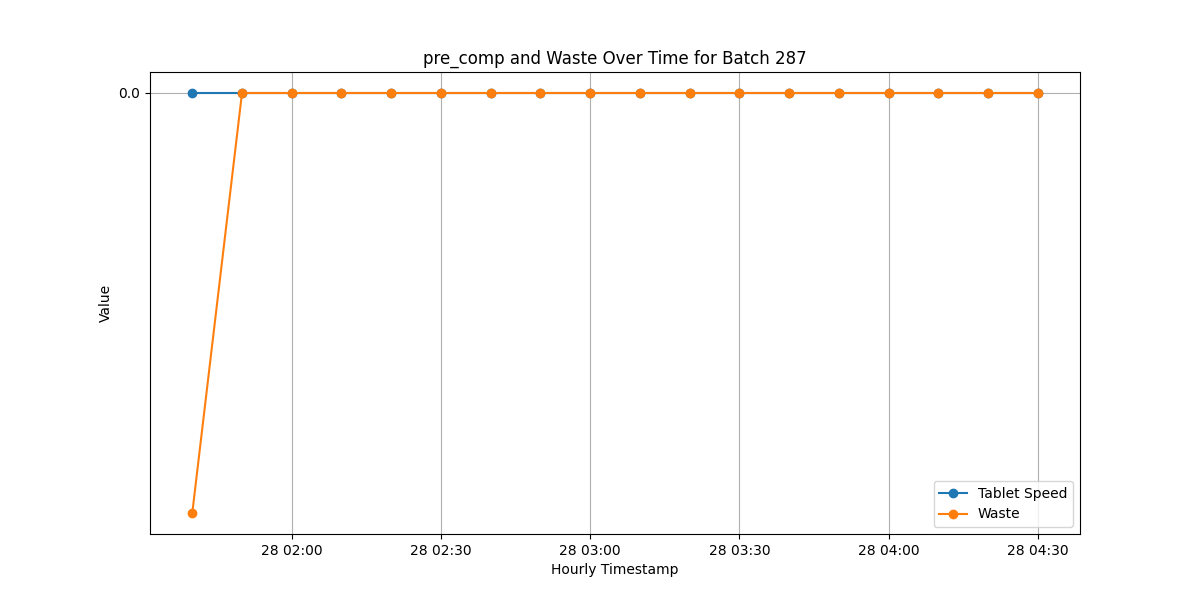 pre_comp and Waste Over Time for Batch 287
0.0
Value
Tablet Speed
Waste
28 02:00 28 02:30 28 03:00 28 03:30 28 04:00 28 04:30
Hourly Timestamp